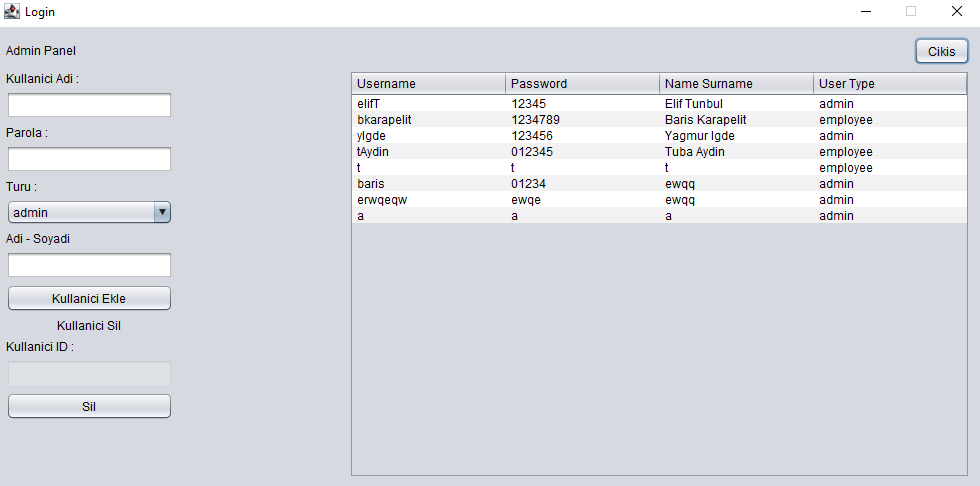 Login
Admin Panel
Cikis
Kullanici Adi :
Parola :
Turu :
admin
Adi - Soyadi
Kullanici Ekle
Kullanici Sil
Kullanici ID :
Sil
Username Password Name Surname User Type
elifT 12345 Elif Tunbul admin
bkarapelit 1234789 Baris Karapelit employee
yIgde 123456 Yagmur Igde admin
tAydin 012345 Tuba Aydin employee
t t t employee
baris 01234 ewqq admin
erwqeqw ewqe ewqq admin
a a a admin